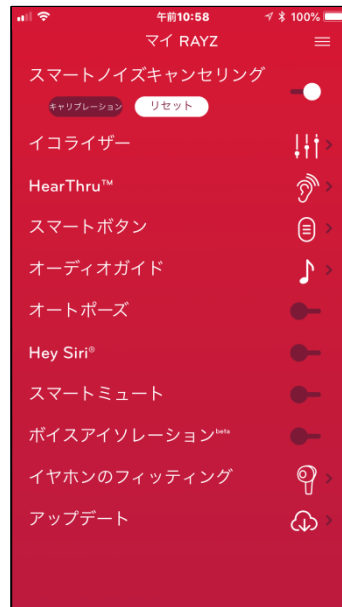 午前10:58
100%
マイ RAYZ
スマートノイズキャンセリング
キャリブレーション
リセット
イコライザー
HearThru™
スマートボタン
オーディオガイド
オートポーズ
Hey Siri®
スマートミュート
ボイスアイソレーションbeta
イヤホンのフィッティング
アップデート